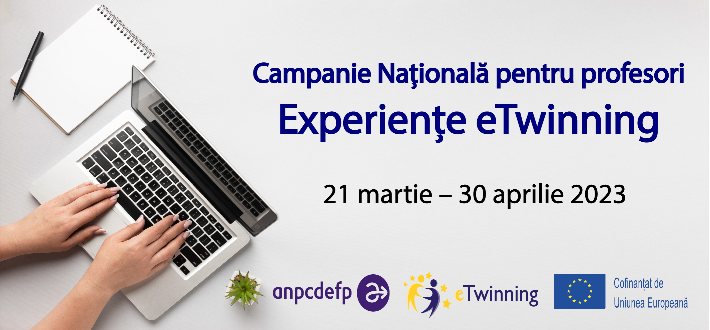 Campanie Naţională pentru profesori
Experienţe eTwinning
21 martie – 30 aprilie 2023
anpcdefp
eTwinning
Cofinanțat de
Uniunea Europeană